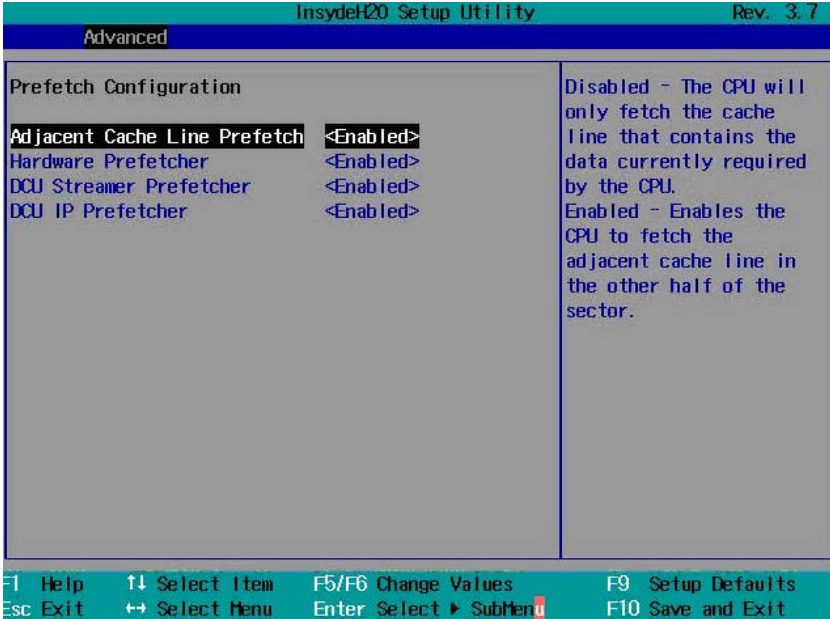 InsydeH20 Setup Utility Rev. 3.7
Advanced
Prefetch Configuration
Adjacent Cache Line Prefetch <Enabled>
Hardware Prefetcher <Enabled>
DCU Streamer Prefetcher <Enabled>
DCU IP Prefetcher <Enabled>
Disabled - The CPU will
only fetch the cache
line that contains the
data currently required
by the CPU.
Enabled - Enables the
CPU to fetch the
adjacent cache line in
the other half of the
sector.
F1 Help ↑↓ Select Item F5/F6 Change Values F9 Setup Defaults
Esc Exit ↔ Select Menu Enter Select ▶ SubMenu F10 Save and Exit